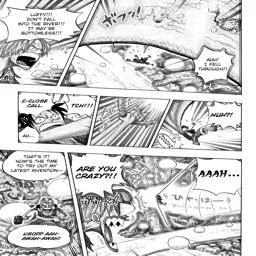 LUFFY!!!
DON'T FALL
INTO THE RIVER!!!
IT MAY BE
BOTTOMLESS!!!
AH! I
FELL
THROUGH!!
C-CLOSE
CALL.
TCH!!!
HUH?!
THAT'S IT!
NOW'S THE TIME
TO TRY OUT MY
LATEST INVENTION—
ARE YOU
CRAZY?!!
AAAH...
USOPP AAH-
AWAH-AWAH!